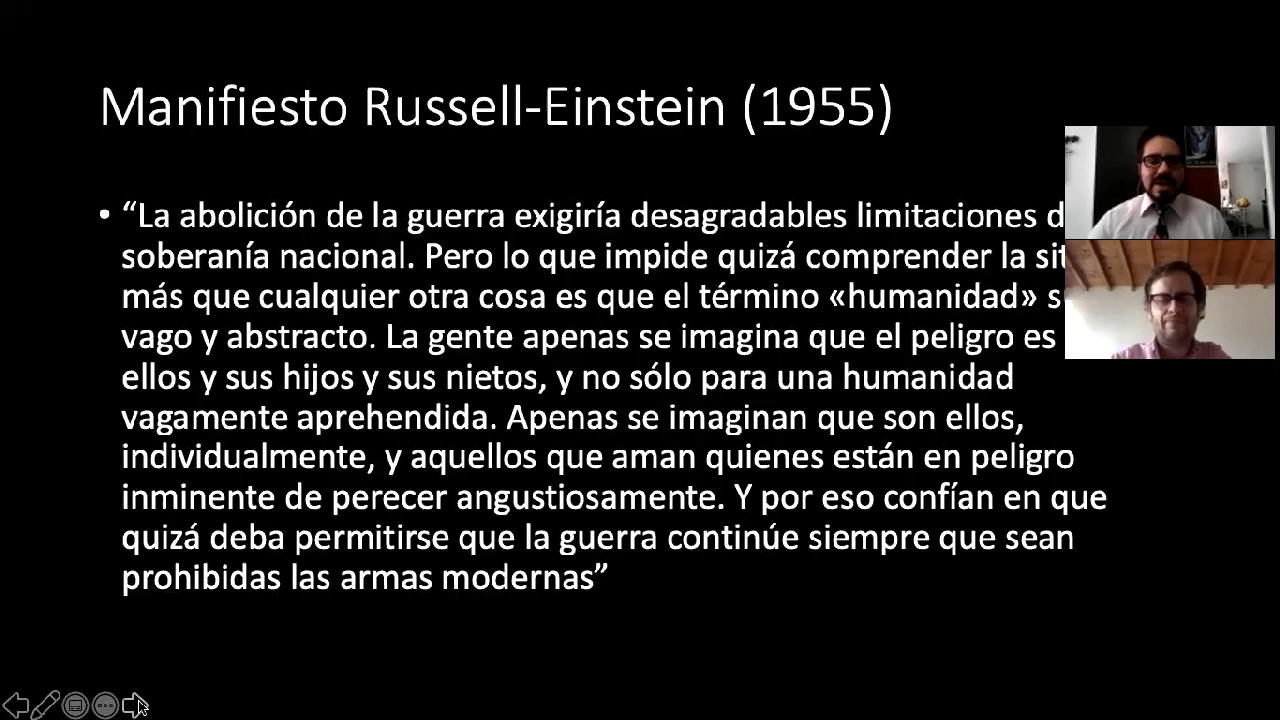 Manifiesto Russell-Einstein (1955)
• “La abolición de la guerra exigiría desagradables limitaciones
soberanía nacional. Pero lo que impide quizá comprender la
más que cualquier otra cosa es que el término «humanidad»
vago y abstracto. La gente apenas se imagina que el peligro es
ellos y sus hijos y sus nietos, y no sólo para una humanidad
vagamente aprehendida. Apenas se imaginan que son ellos,
individualmente, y aquellos que aman quienes están en peligro
inminente de perecer angustiosamente. Y por eso confían en que
quizá deba permitirse que la guerra continúe siempre que sean
prohibidas las armas modernas”